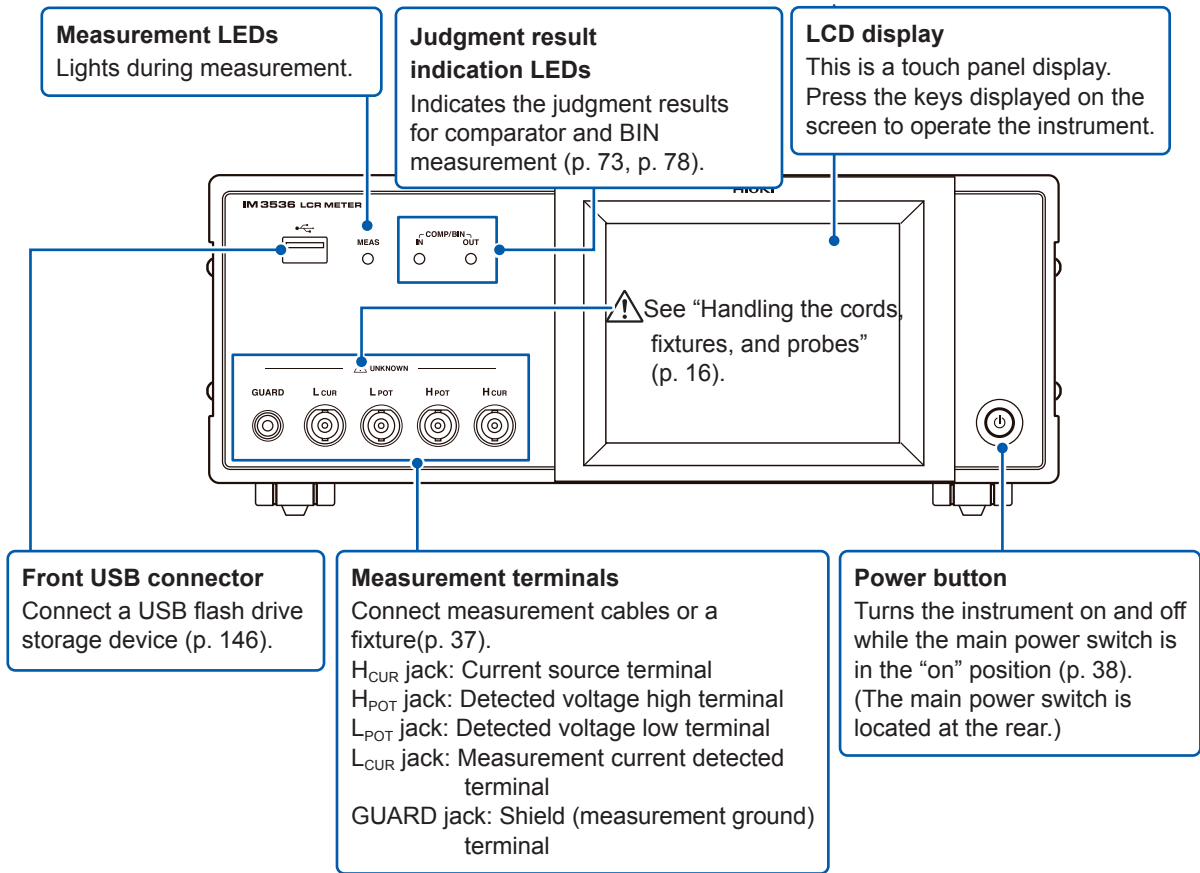 Measurement LEDs
Lights during measurement.
Judgment result
indication LEDs
Indicates the judgment results
for comparator and BIN
measurement (p. 73, p. 78).
LCD display
This is a touch panel display.
Press the keys displayed on the
screen to operate the instrument.
HIOKI
IM 3536 LCR METER
MEAS
COMP/BIN
IN
OUT
⚠See “Handling the cords,
fixtures, and probes”
(p. 16).
⚠ UNKNOWN
GUARD
LCUR
LPOT
HPOT
HCUR
Front USB connector
Connect a USB flash drive
storage device (p. 146).
Measurement terminals
Connect measurement cables or a
fixture(p. 37).
HCUR jack: Current source terminal
HPOT jack: Detected voltage high terminal
LPOT jack: Detected voltage low terminal
LCUR jack: Measurement current detected
terminal
GUARD jack: Shield (measurement ground)
terminal
Power button
Turns the instrument on and off
while the main power switch is
in the “on” position (p. 38).
(The main power switch is
located at the rear.)